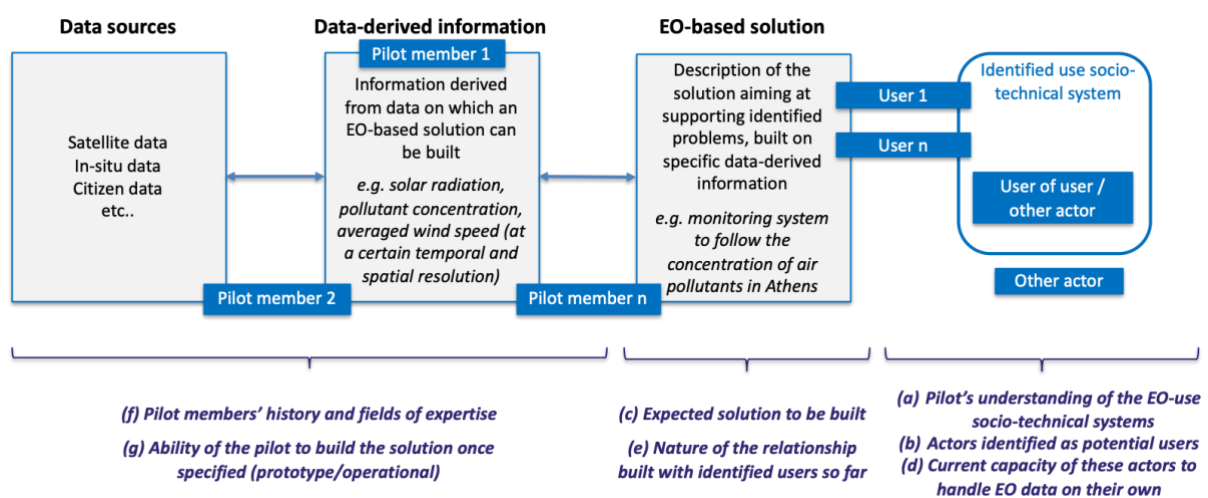 Data sources
Data-derived information
EO-based solution
Satellite data
In-situ data
Citizen data
etc..
Pilot member 1
Information derived
from data on which an
EO-based solution can
be built
e.g. solar radiation,
pollutant concentration,
averaged wind speed (at
a certain temporal and
spatial resolution)
Pilot member 2
Pilot member n
Description of the
solution aiming at
supporting identified
problems, built on
specific data-derived
information
e.g. monitoring system
to follow the
concentration of air
pollutants in Athens
User 1
User n
Identified use socio-
technical system
User of user /
other actor
Other actor
(f) Pilot members' history and fields of expertise
(g) Ability of the pilot to build the solution once
specified (prototype/operational)
(c) Expected solution to be built
(e) Nature of the relationship
built with identified users so far
(a) Pilot's understanding of the EO-use
socio-technical systems
(b) Actors identified as potential users
(d) Current capacity of these actors to
handle EO data on their own